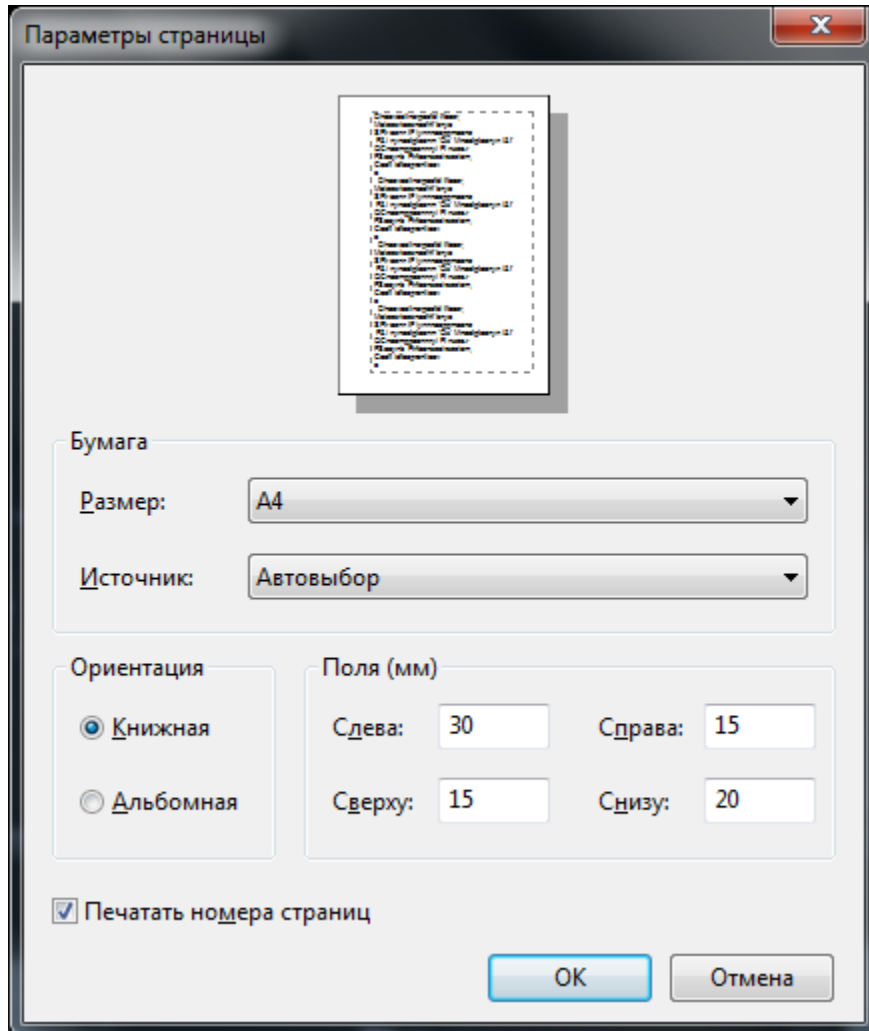 Параметры страницы
Бумага
Размер: A4
Источник: Автовыбор
Ориентация
Книжная
Альбомная
Поля (мм)
Слева: 30 Справа: 15
Сверху: 15 Снизу: 20
Печатать номера страниц
OK Отмена